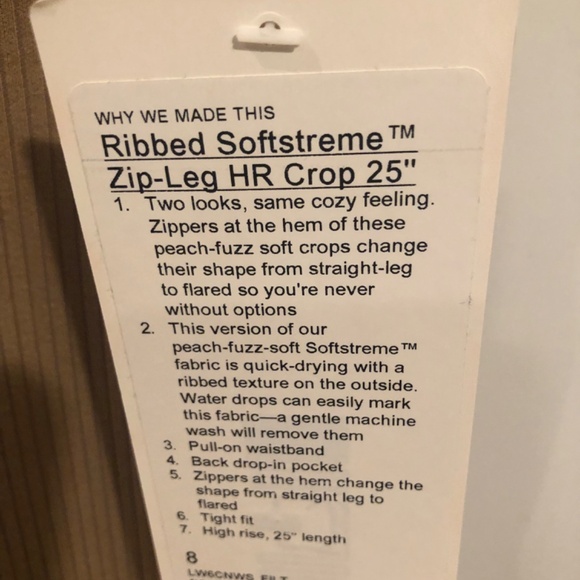 WHY WE MADE THIS
Ribbed Softstreme™
Zip-Leg HR Crop 25"
1. Two looks, same cozy feeling.
Zippers at the hem of these
peach-fuzz soft crops change
their shape from straight-leg
to flared so you're never
without options
2. This version of our
peach-fuzz-soft Softstreme™
fabric is quick-drying with a
ribbed texture on the outside.
Water drops can easily mark
this fabric—a gentle machine
wash will remove them
3. Pull-on waistband
4. Back drop-in pocket
5. Zippers at the hem change the
shape from straight leg to
flared
6. Tight fit
7. High rise, 25" length
8
LW6CNWS